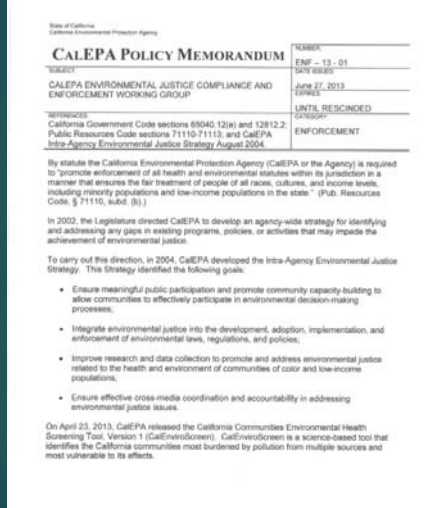 State of California
California Environmental Protection Agency
CALEPA POLICY MEMORANDUM
NUMBER:
ENF – 13 - 01
SUBJECT:
DATE ISSUED:
CALEPA ENVIRONMENTAL JUSTICE COMPLIANCE AND
ENFORCEMENT WORKING GROUP
June 27, 2013
EXPIRES:
UNTIL RESCINDED
REFERENCES:
CATEGORY
California Government Code sections 65040.12(e) and 12812.2;
Public Resources Code sections 71110-71113; and CalEPA
Intra-Agency Environmental Justice Strategy August 2004.
ENFORCEMENT
By statute the California Environmental Protection Agency (CalEPA or the Agency) is required
to "promote enforcement of all health and environmental statutes within its jurisdiction in a
manner that ensures the fair treatment of people of all races, cultures, and income levels,
including minority populations and low-income populations in the state." (Pub. Resources
Code, § 71110, subd. (b).)
In 2002, the Legislature directed CalEPA to develop an agency-wide strategy for identifying
and addressing any gaps in existing programs, policies, or activities that may impede the
achievement of environmental justice.
To carry out this direction, in 2004, CalEPA developed the Intra-Agency Environmental Justice
Strategy. This Strategy identified the following goals:
• Ensure meaningful public participation and promote community capacity-building to
allow communities to effectively participate in environmental decision-making
processes;
• Integrate environmental justice into the development, adoption, implementation, and
enforcement of environmental laws, regulations, and policies;
• Improve research and data collection to promote and address environmental justice
related to the health and environment of communities of color and low-income
populations;
• Ensure effective cross-media coordination and accountability in addressing
environmental justice issues.
On April 23, 2013, CalEPA released the California Communities Environmental Health
Screening Tool, Version 1 (CalEnviroScreen). CalEnviroScreen is a science-based tool that
identifies the California communities most burdened by pollution from multiple sources and
most vulnerable to its effects.